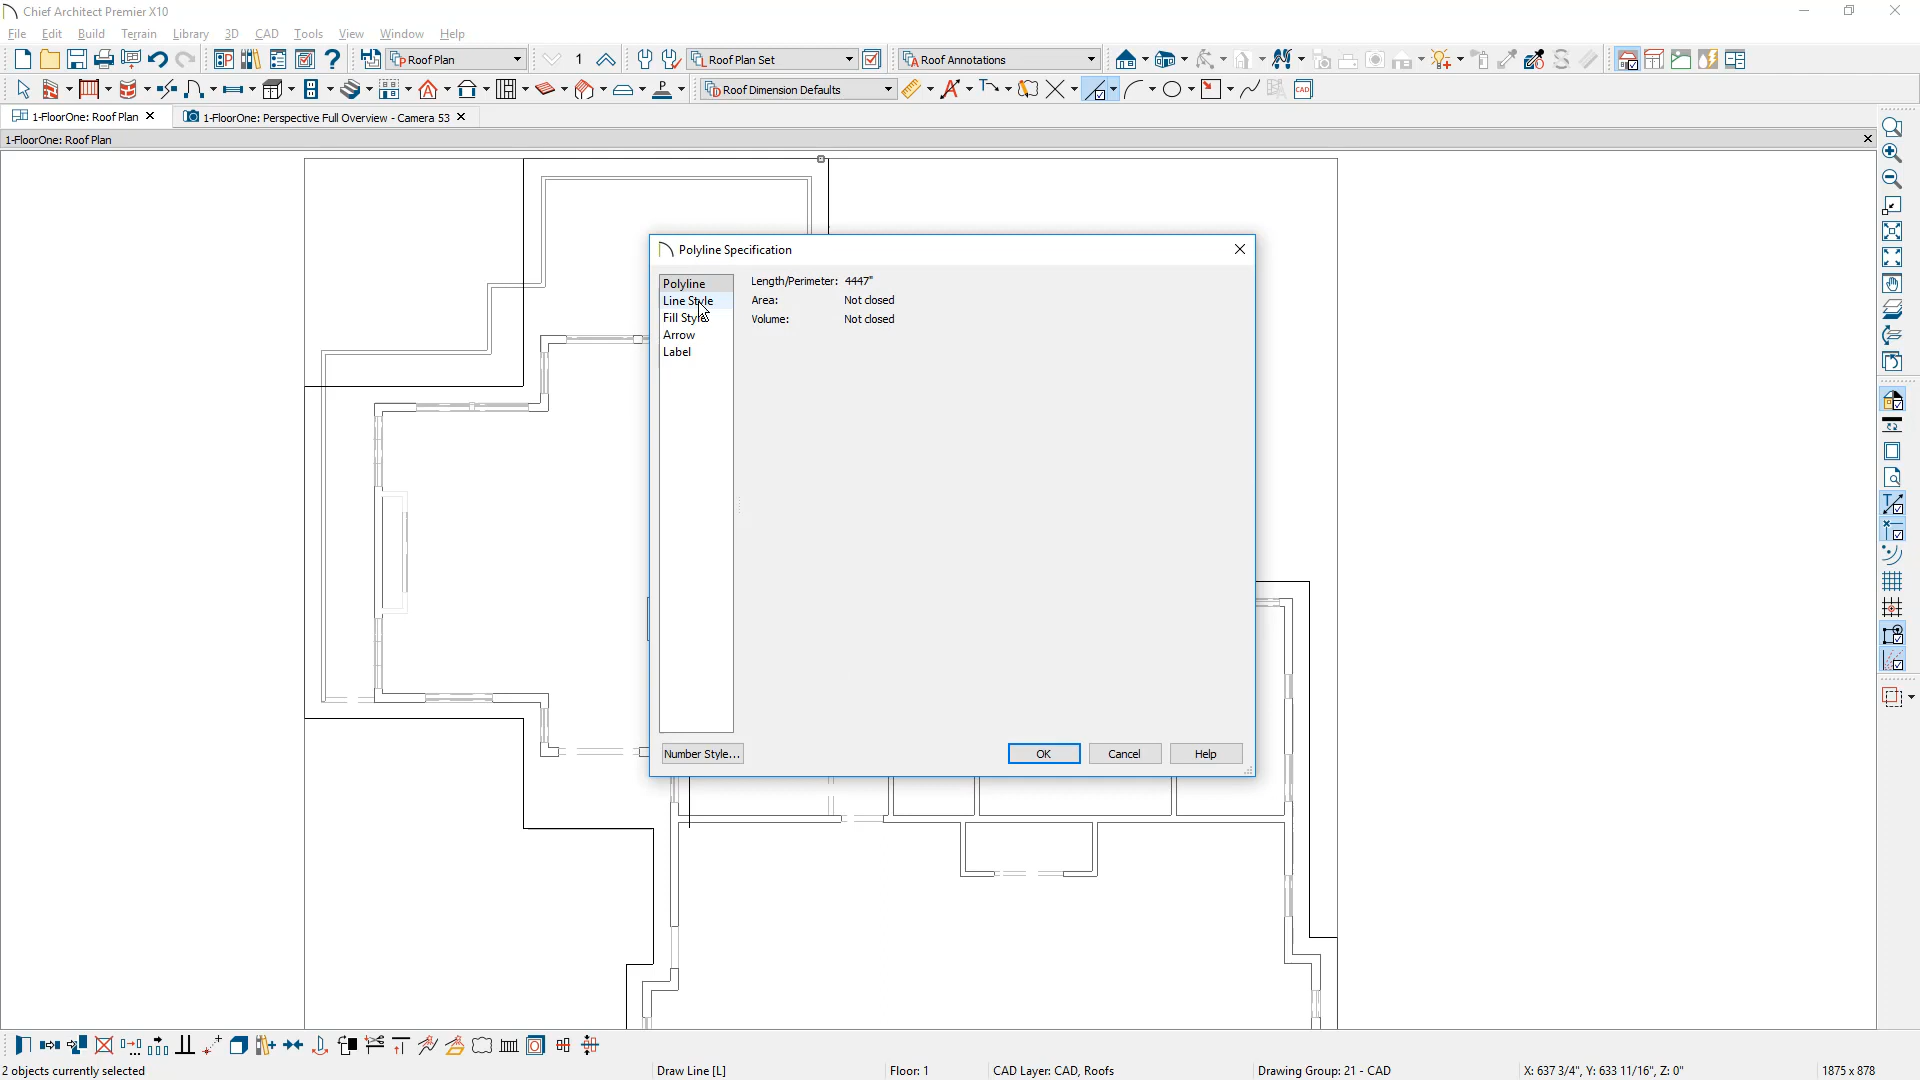 Chief Architect Premier X10
File Edit Build Terrain Library 3D CAD Tools View Window Help
Roof Plan 1 Roof Plan Set Roof Annotations
Roof Dimension Defaults CAD
1-FloorOne: Roof Plan 1-FloorOne: Perspective Full Overview - Camera 53
1-FloorOne: Roof Plan
Polyline Specification
Polyline Length/Perimeter: 4447"
Line Style Area: Not closed
Fill Style Volume: Not closed
Arrow
Label
Number Style... OK Cancel Help
2 objects currently selected Draw Line [L] Floor: 1 CAD Layer: CAD, Roofs Drawing Group: 21 - CAD X: 637 3/4", Y: 633 11/16", Z: 0" 1875 x 878